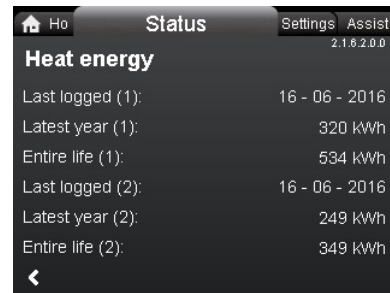 Ho Status Settings Assist
2.1.6.2.0.0
Heat energy
Last logged (1): 16 - 06 - 2016
Latest year (1): 320 kWh
Entire life (1): 534 kWh
Last logged (2): 16 - 06 - 2016
Latest year (2): 249 kWh
Entire life (2): 349 kWh